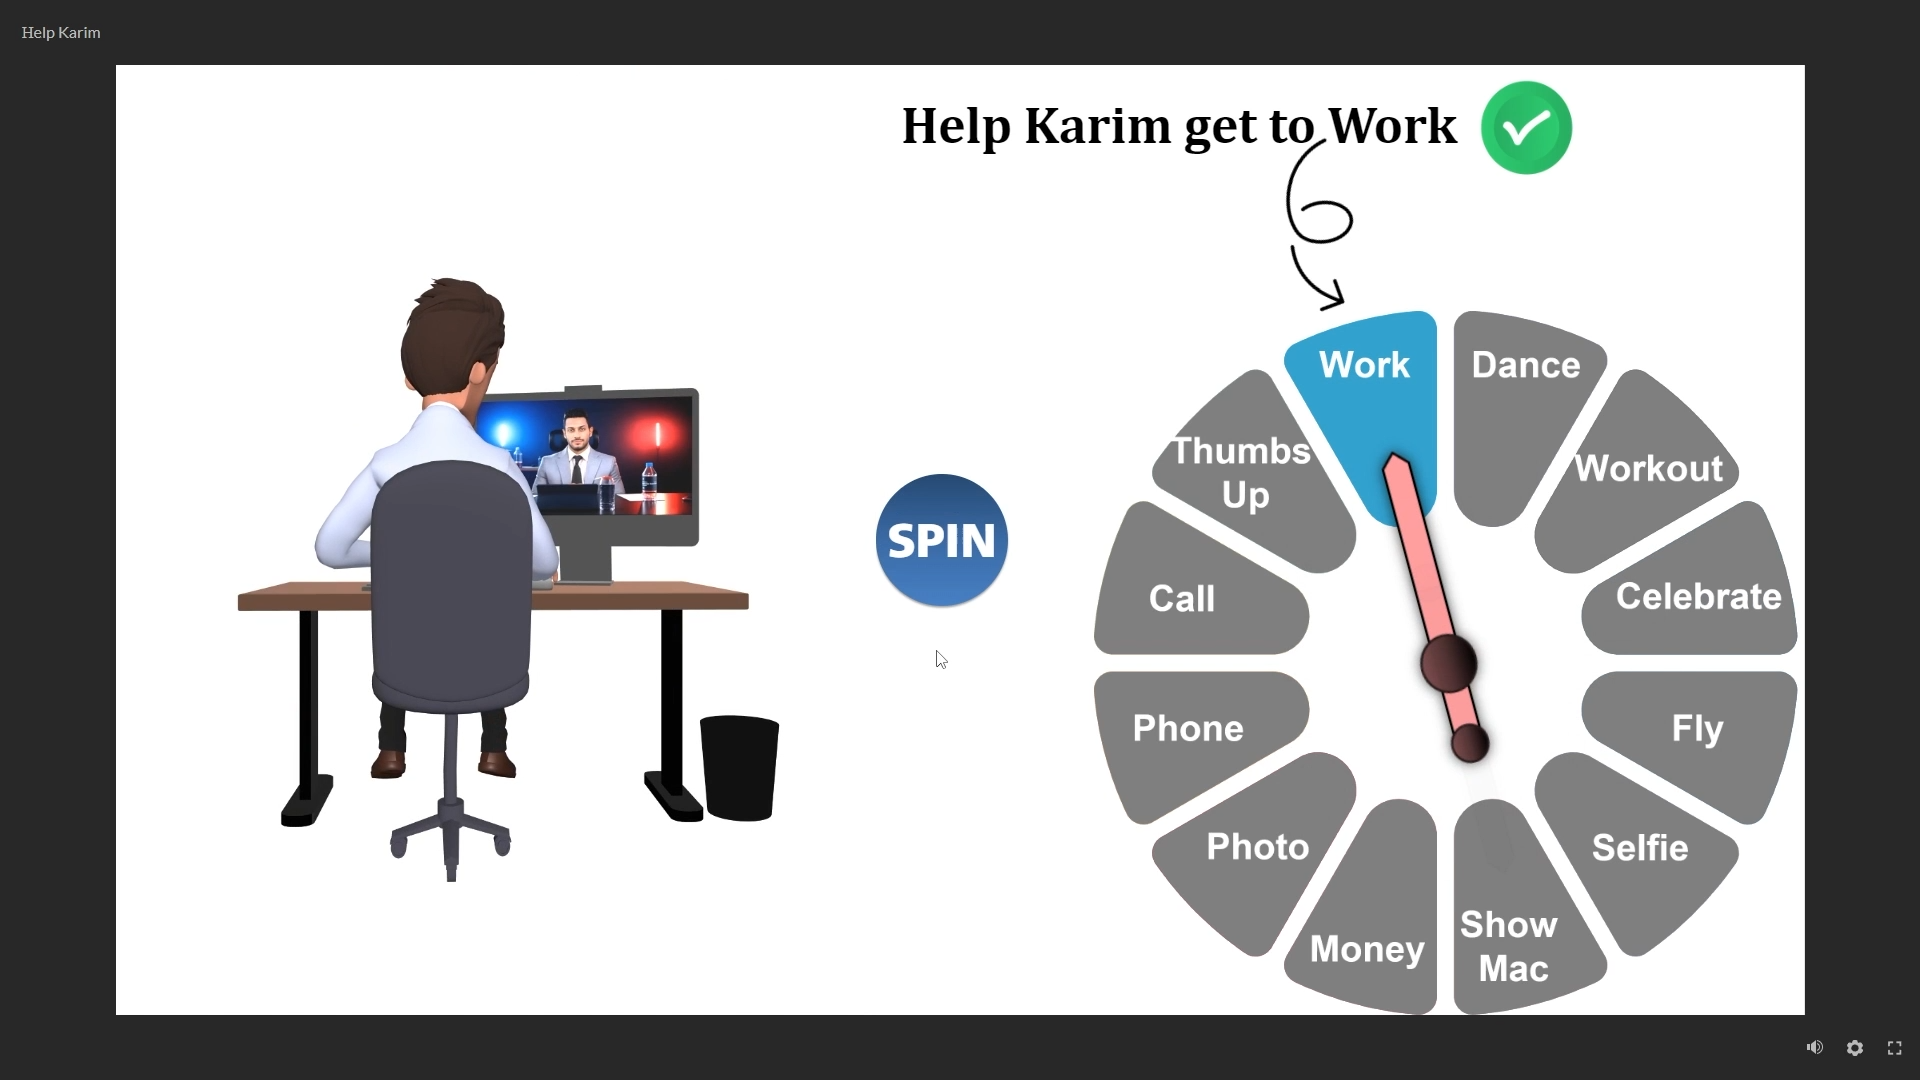 Help Karim
Help Karim get to Work
Work
Dance
Thumbs
Up
Workout
Call
Celebrate
SPIN
Phone
Fly
Photo
Selfie
Money
Show
Mac